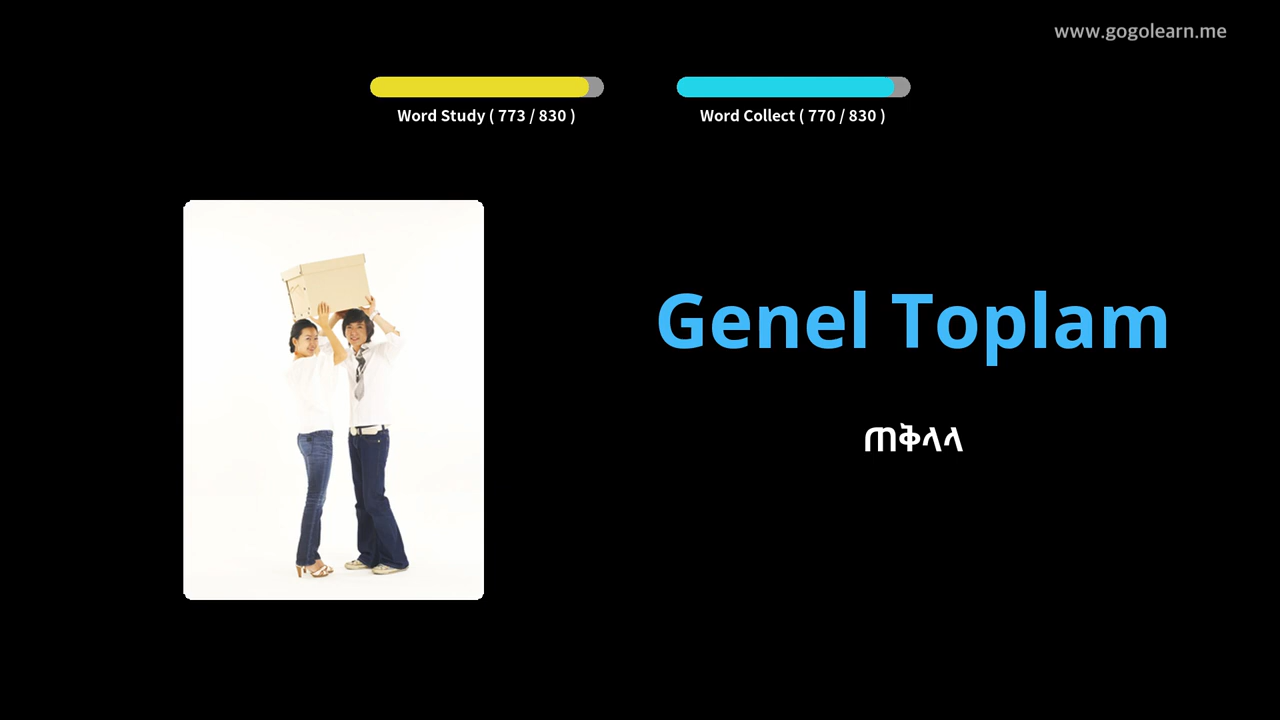 www.gogolearn.me
Word Study ( 773 / 830 )
Word Collect ( 770 / 830 )
Genel Toplam
ጠቅላላ